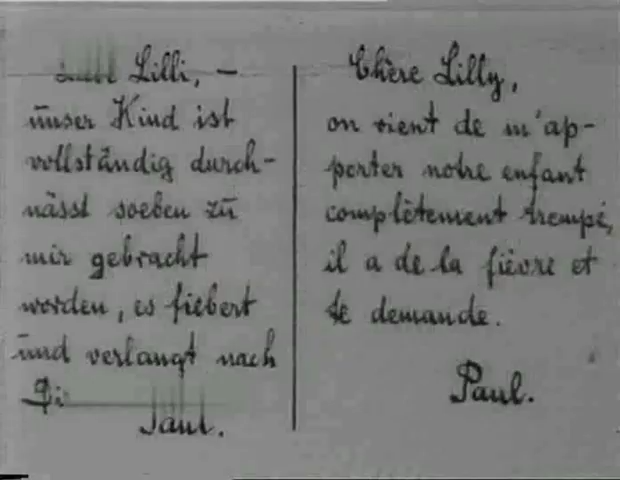 Lilli, –
unser Kind ist
vollständig durch-
nässt soeben zu
mir gebracht
worden, es fiebert
und verlangt nach
Paul.
Chère Lilly,
on vient de m'ap-
porter notre enfant
complètement trempé,
il a de la fièvre et
te demande.
Paul.